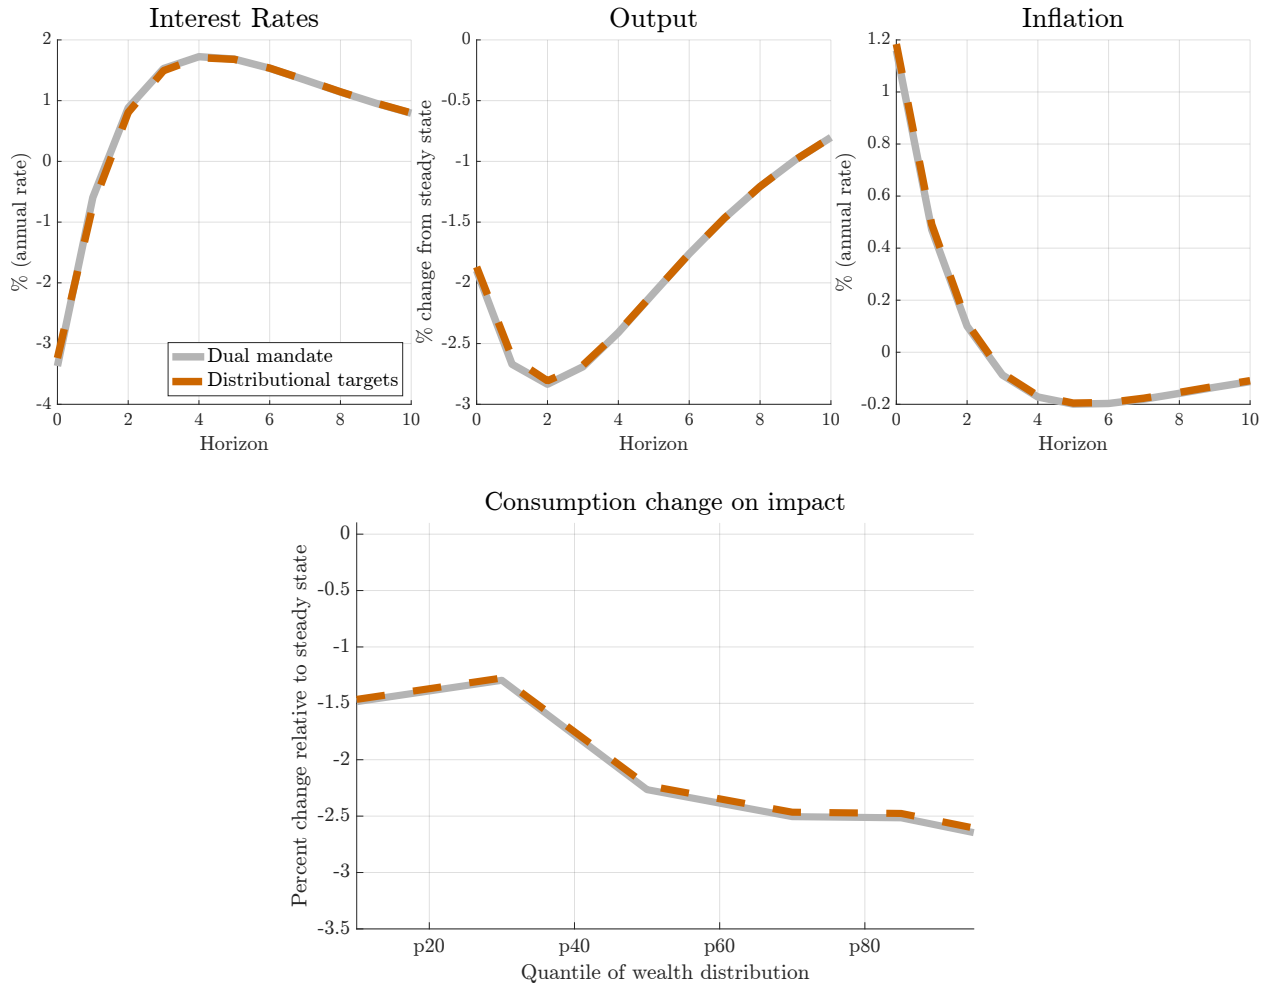 Interest Rates
% (annual rate)
2
1
0
-1
-2
-3
-4
0 2 4 6 8 10
Horizon
Dual mandate
Distributional targets
Output
% change from steady state
0
-0.5
-1
-1.5
-2
-2.5
-3
0 2 4 6 8 10
Horizon
Inflation
% (annual rate)
1.2
1
0.8
0.6
0.4
0.2
0
-0.2
0 2 4 6 8 10
Horizon
Consumption change on impact
Percent change relative to steady state
0
-0.5
-1
-1.5
-2
-2.5
-3
-3.5
p20 p40 p60 p80
Quantile of wealth distribution